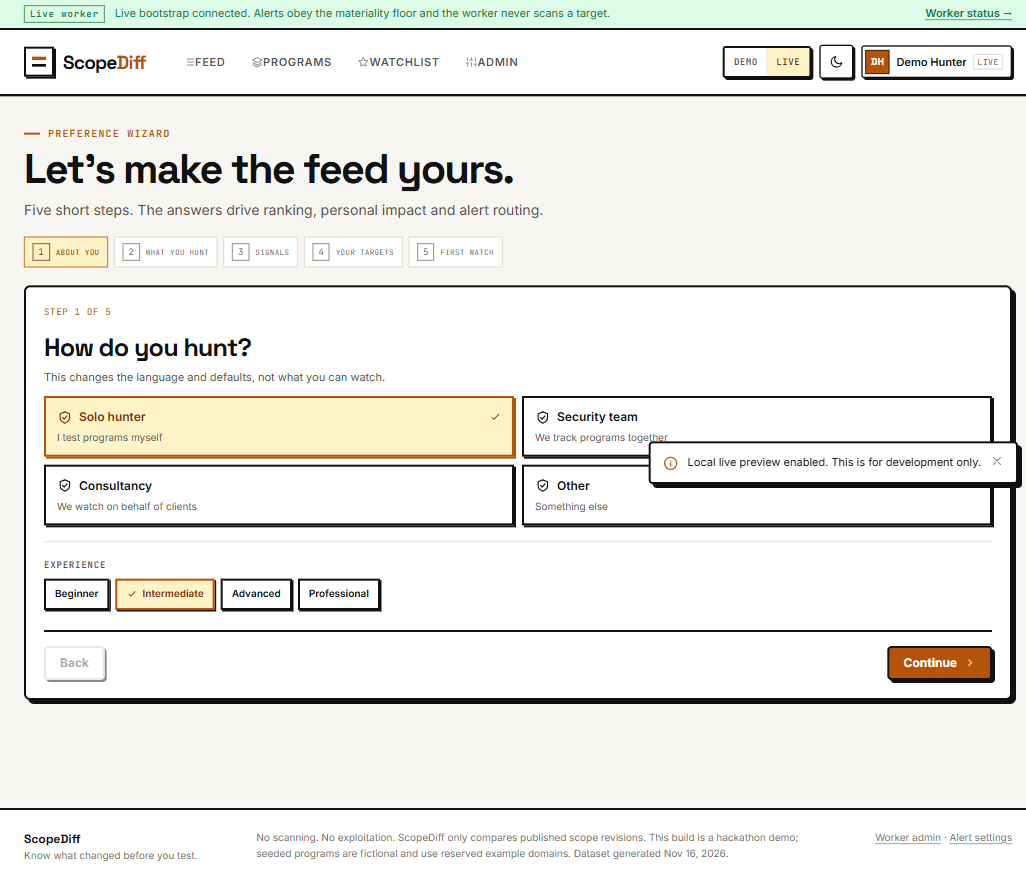 Live worker Live bootstrap connected. Alerts obey the materiality floor and the worker never scans a target. Worker status →
ScopeDiff FEED PROGRAMS WATCHLIST ADMIN DEMO LIVE DH Demo Hunter LIVE
PREFERENCE WIZARD
Let's make the feed yours.
Five short steps. The answers drive ranking, personal impact and alert routing.
1 ABOUT YOU 2 WHAT YOU HUNT 3 SIGNALS 4 YOUR TARGETS 5 FIRST WATCH
STEP 1 OF 5
How do you hunt?
This changes the language and defaults, not what you can watch.
Solo hunter
I test programs myself
Security team
We track programs together
Local live preview enabled. This is for development only.
Consultancy
We watch on behalf of clients
Other
Something else
EXPERIENCE
Beginner Intermediate Advanced Professional
Back Continue
ScopeDiff
Know what changed before you test.
No scanning. No exploitation. ScopeDiff only compares published scope revisions. This build is a hackathon demo;
seeded programs are fictional and use reserved example domains. Dataset generated Nov 16, 2026.
Worker admin · Alert settings